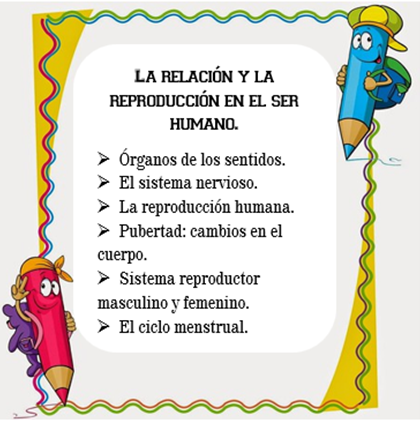 La relación y la
reproducción en el ser
humano.
➢ Órganos de los sentidos.
➢ El sistema nervioso.
➢ La reproducción humana.
➢ Pubertad: cambios en el
cuerpo.
➢ Sistema reproductor
masculino y femenino.
➢ El ciclo menstrual.